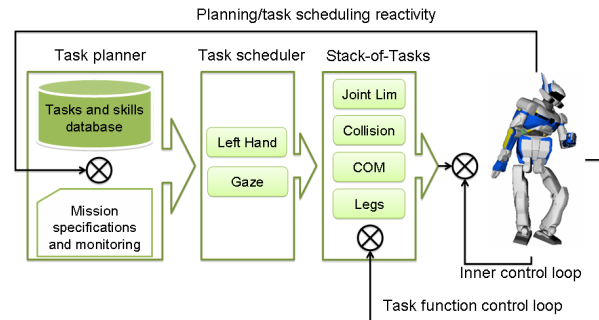 Planning/task scheduling reactivity
Task planner
Task scheduler
Stack-of-Tasks
Tasks and skills
database
Mission
specifications
and monitoring
Left Hand
Gaze
Joint Lim
Collision
COM
Legs
Inner control loop
Task function control loop